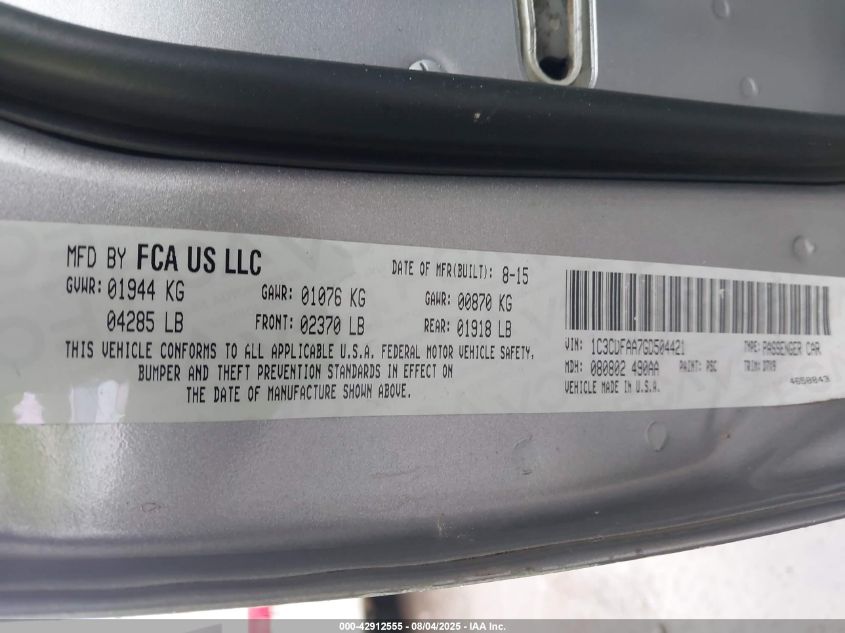 MFD BY FCA US LLC
DATE OF MFR(BUILT): 8-15
GVWR: 01944 KG GAWR: 01076 KG GAWR: 00870 KG
04285 LB FRONT: 02370 LB REAR: 01918 LB
THIS VEHICLE CONFORMS TO ALL APPLICABLE U.S.A. FEDERAL MOTOR VEHICLE SAFETY,
BUMPER AND THEFT PREVENTION STANDARDS IN EFFECT ON
THE DATE OF MANUFACTURE SHOWN ABOVE.
VIN: 1C3CDFAA7GD504421 TYPE: PASSENGER CAR
MDH: 080802 490AA PAINT: PSC TRIM: DPX9
VEHICLE MADE IN U.S.A.
4650843
000-42912555 - 08/04/2025 - IAA Inc.